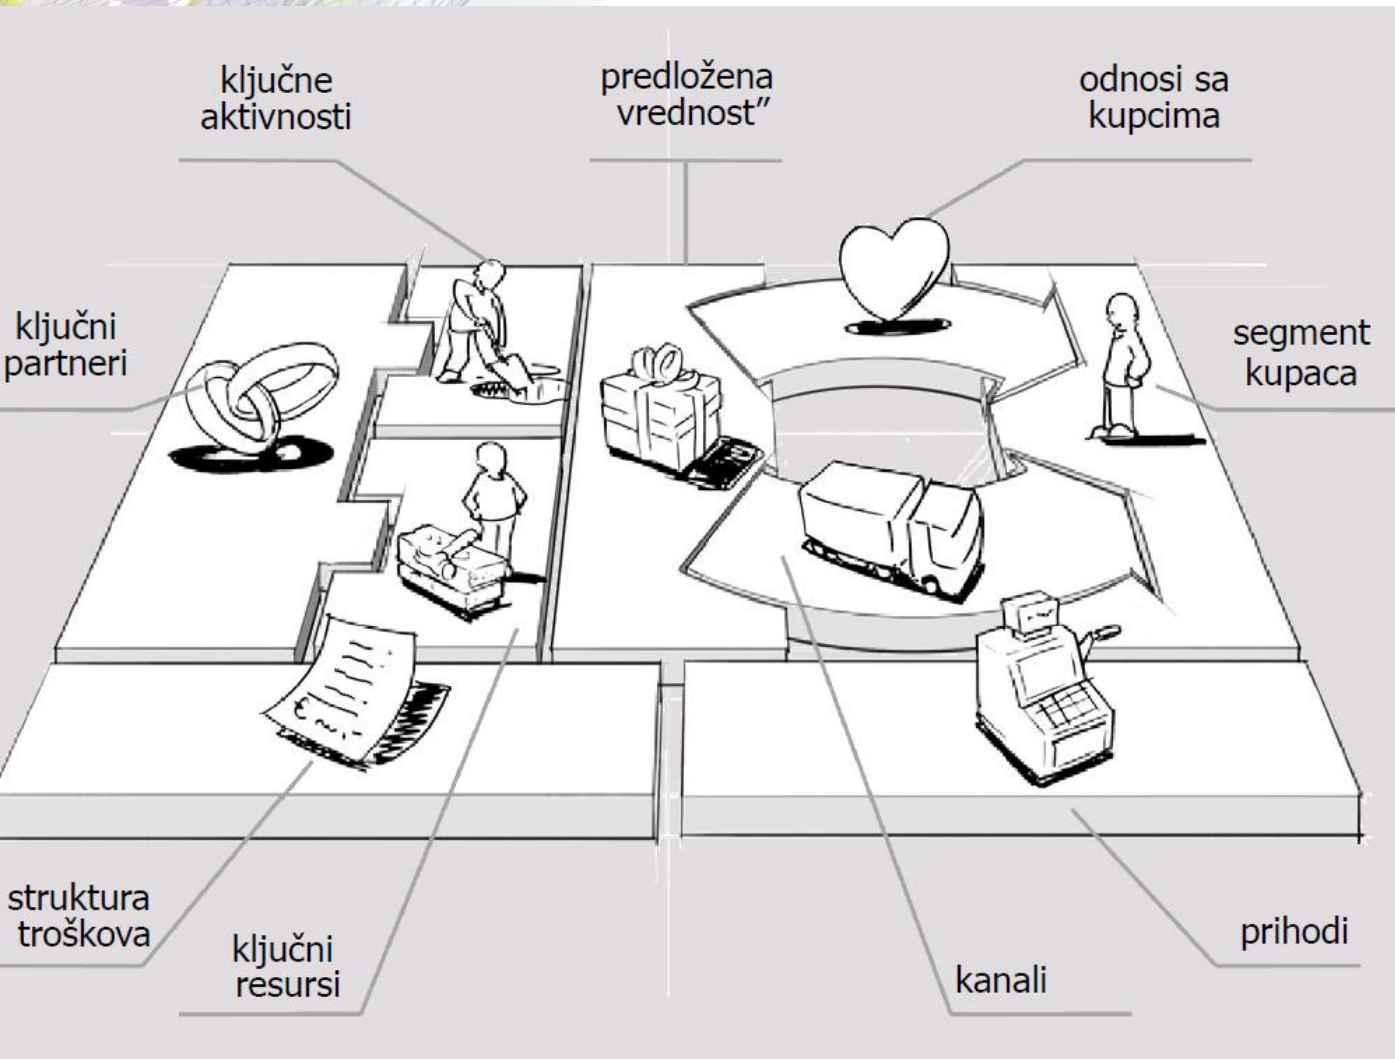 ključne
aktivnosti
predložena
vrednost”
odnosi sa
kupcima
ključni
partneri
segment
kupaca
struktura
troškova
ključni
resursi
kanali
prihodi